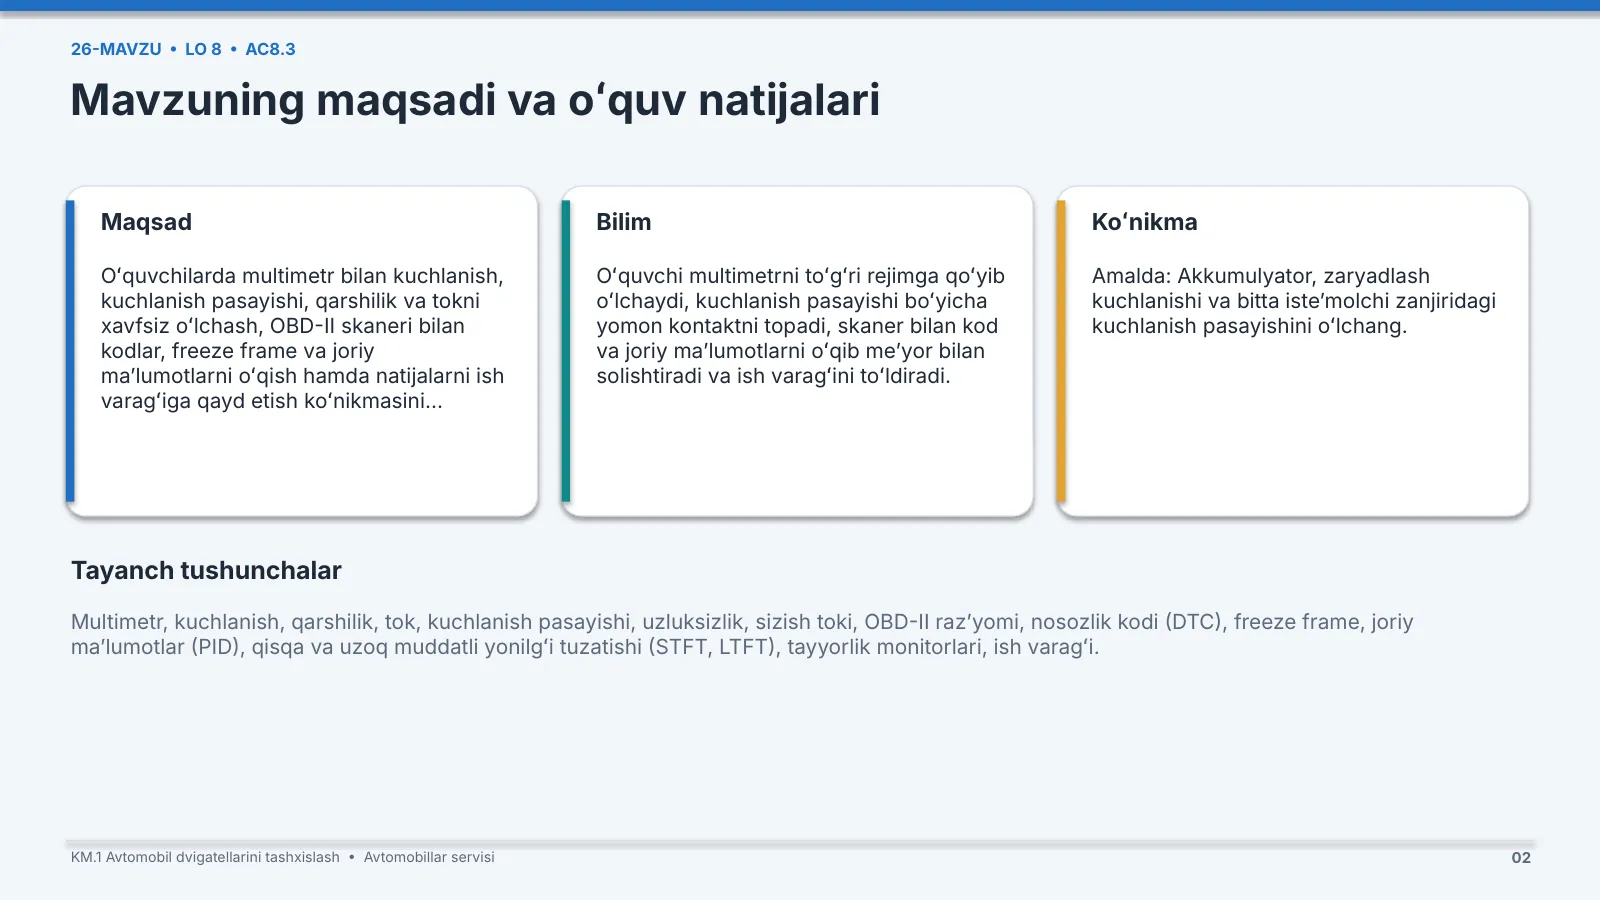 26-MAVZU • LO 8 • AC8.3
Mavzuning maqsadi va oʻquv natijalari
Maqsad
Oʻquvchilarda multimetr bilan kuchlanish,
kuchlanish pasayishi, qarshilik va tokni
xavfsiz oʻlchash, OBD-II skaneri bilan
kodlar, freeze frame va joriy
maʼlumotlarni oʻqish hamda natijalarni ish
varagʻiga qayd etish koʻnikmasini...
Bilim
Oʻquvchi multimetrni toʻgʻri rejimga qoʻyib
oʻlchaydi, kuchlanish pasayishi boʻyicha
yomon kontaktni topadi, skaner bilan kod
va joriy maʼlumotlarni oʻqib meʼyor bilan
solishtiradi va ish varagʻini toʻldiradi.
Koʻnikma
Amalda: Akkumulyator, zaryadlash
kuchlanishi va bitta isteʼmolchi zanjiridagi
kuchlanish pasayishini oʻlchang.
Tayanch tushunchalar
Multimetr, kuchlanish, qarshilik, tok, kuchlanish pasayishi, uzluksizlik, sizish toki, OBD-II razʼyomi, nosozlik kodi (DTC), freeze frame, joriy
maʼlumotlar (PID), qisqa va uzoq muddatli yonilgʻi tuzatishi (STFT, LTFT), tayyorlik monitorlari, ish varagʻi.
KM.1 Avtomobil dvigatellarini tashxislash • Avtomobillar servisi
02